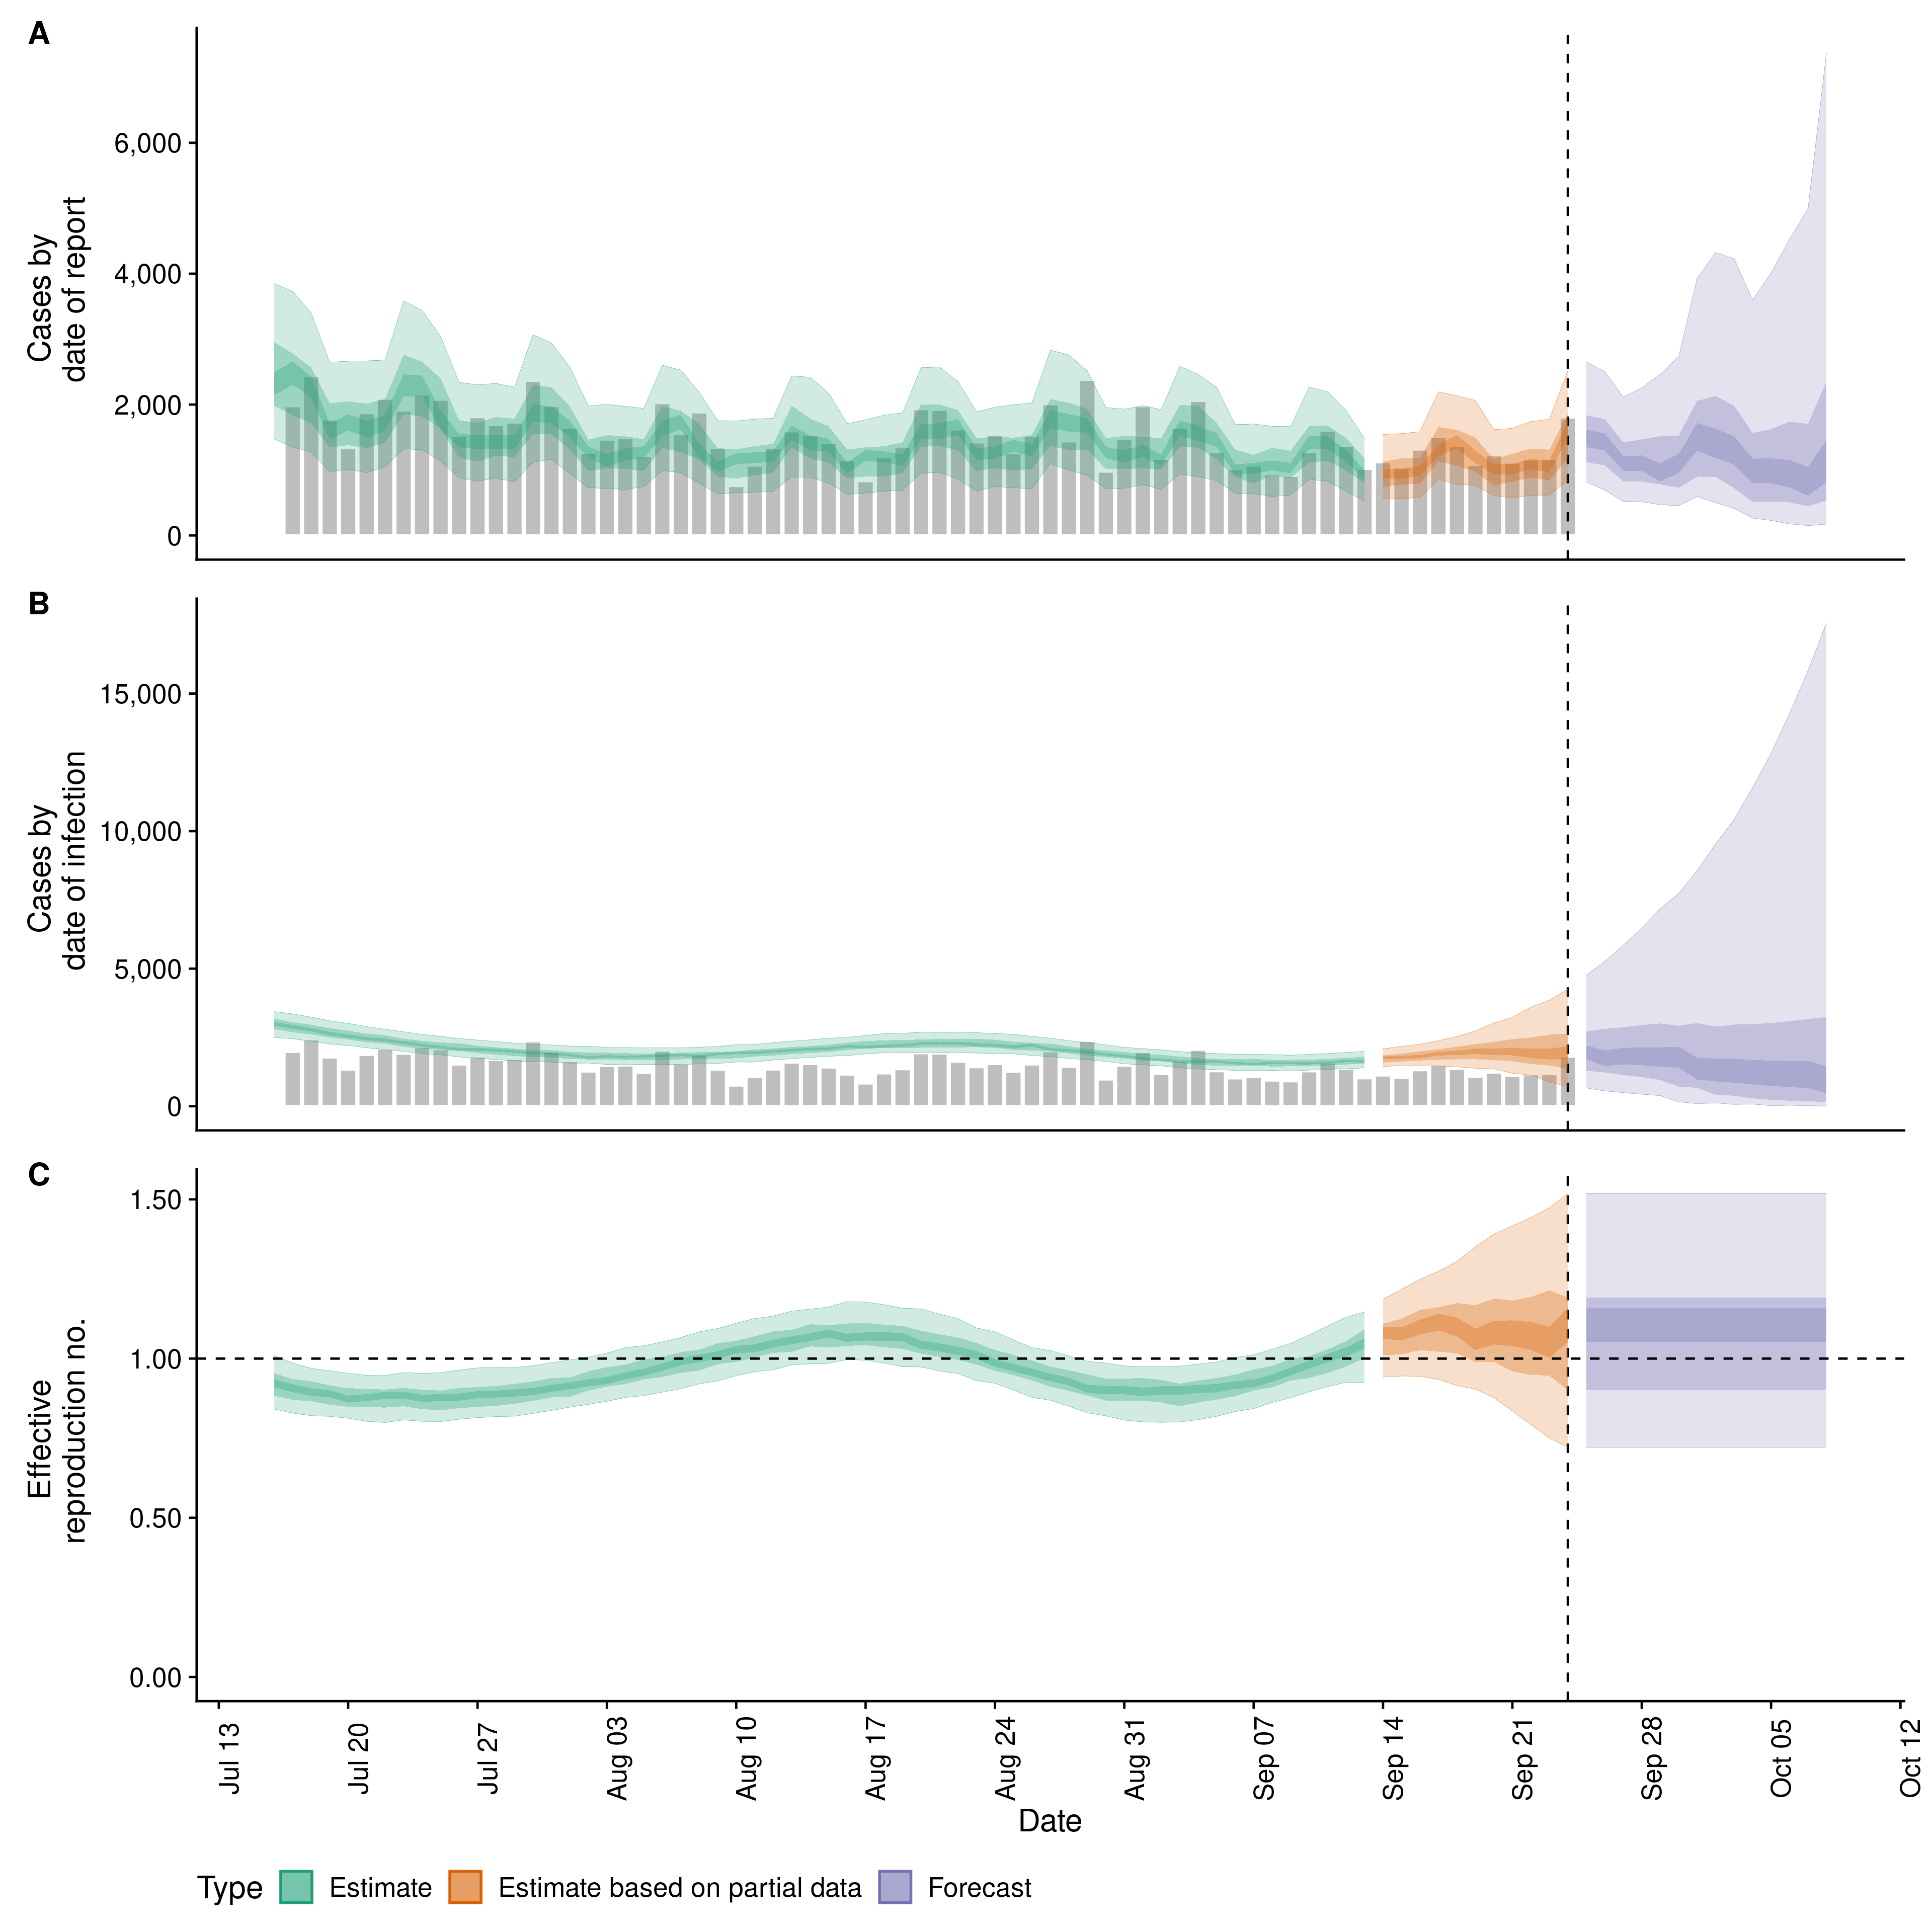 A
Cases by
date of report
6,000
4,000
2,000
0
B
Cases by
date of infection
15,000
10,000
5,000
0
C
Effective
reproduction no.
1.50
1.00
0.50
0.00
Jul 13
Jul 20
Jul 27
Aug 03
Aug 10
Aug 17
Aug 24
Aug 31
Sep 07
Sep 14
Sep 21
Sep 28
Oct 05
Oct 12
Date
Type Estimate Estimate based on partial data Forecast